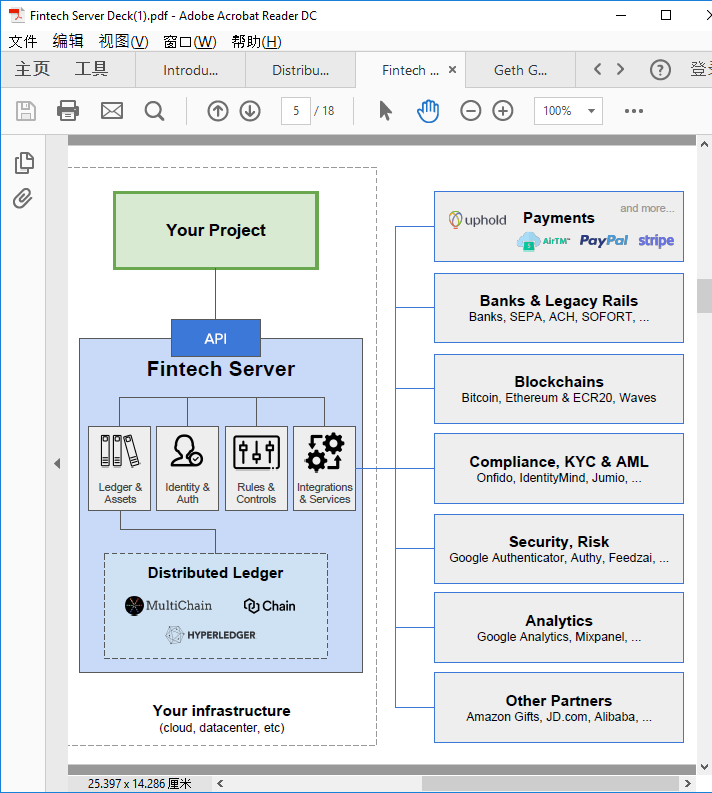 Fintech Server Deck(1).pdf - Adobe Acrobat Reader DC
文件 编辑 视图(V) 窗口(W) 帮助(H)
主页 工具 Introdu... Distribu... Fintech ... × Geth G... ? 登录
5 / 18 100%
Your Project
API
Fintech Server
Ledger &
Assets
Identity &
Auth
Rules &
Controls
Integrations
& Services
Distributed Ledger
MultiChain
Chain
HYPERLEDGER
Your infrastructure
(cloud, datacenter, etc)
and more...
uphold Payments
AirTM™ PayPal stripe
Banks & Legacy Rails
Banks, SEPA, ACH, SOFORT, ...
Blockchains
Bitcoin, Ethereum & ECR20, Waves
Compliance, KYC & AML
Onfido, IdentityMind, Jumio, ...
Security, Risk
Google Authenticator, Authy, Feedzai, ...
Analytics
Google Analytics, Mixpanel, ...
Other Partners
Amazon Gifts, JD.com, Alibaba, ...
25.397 x 14.286 厘米